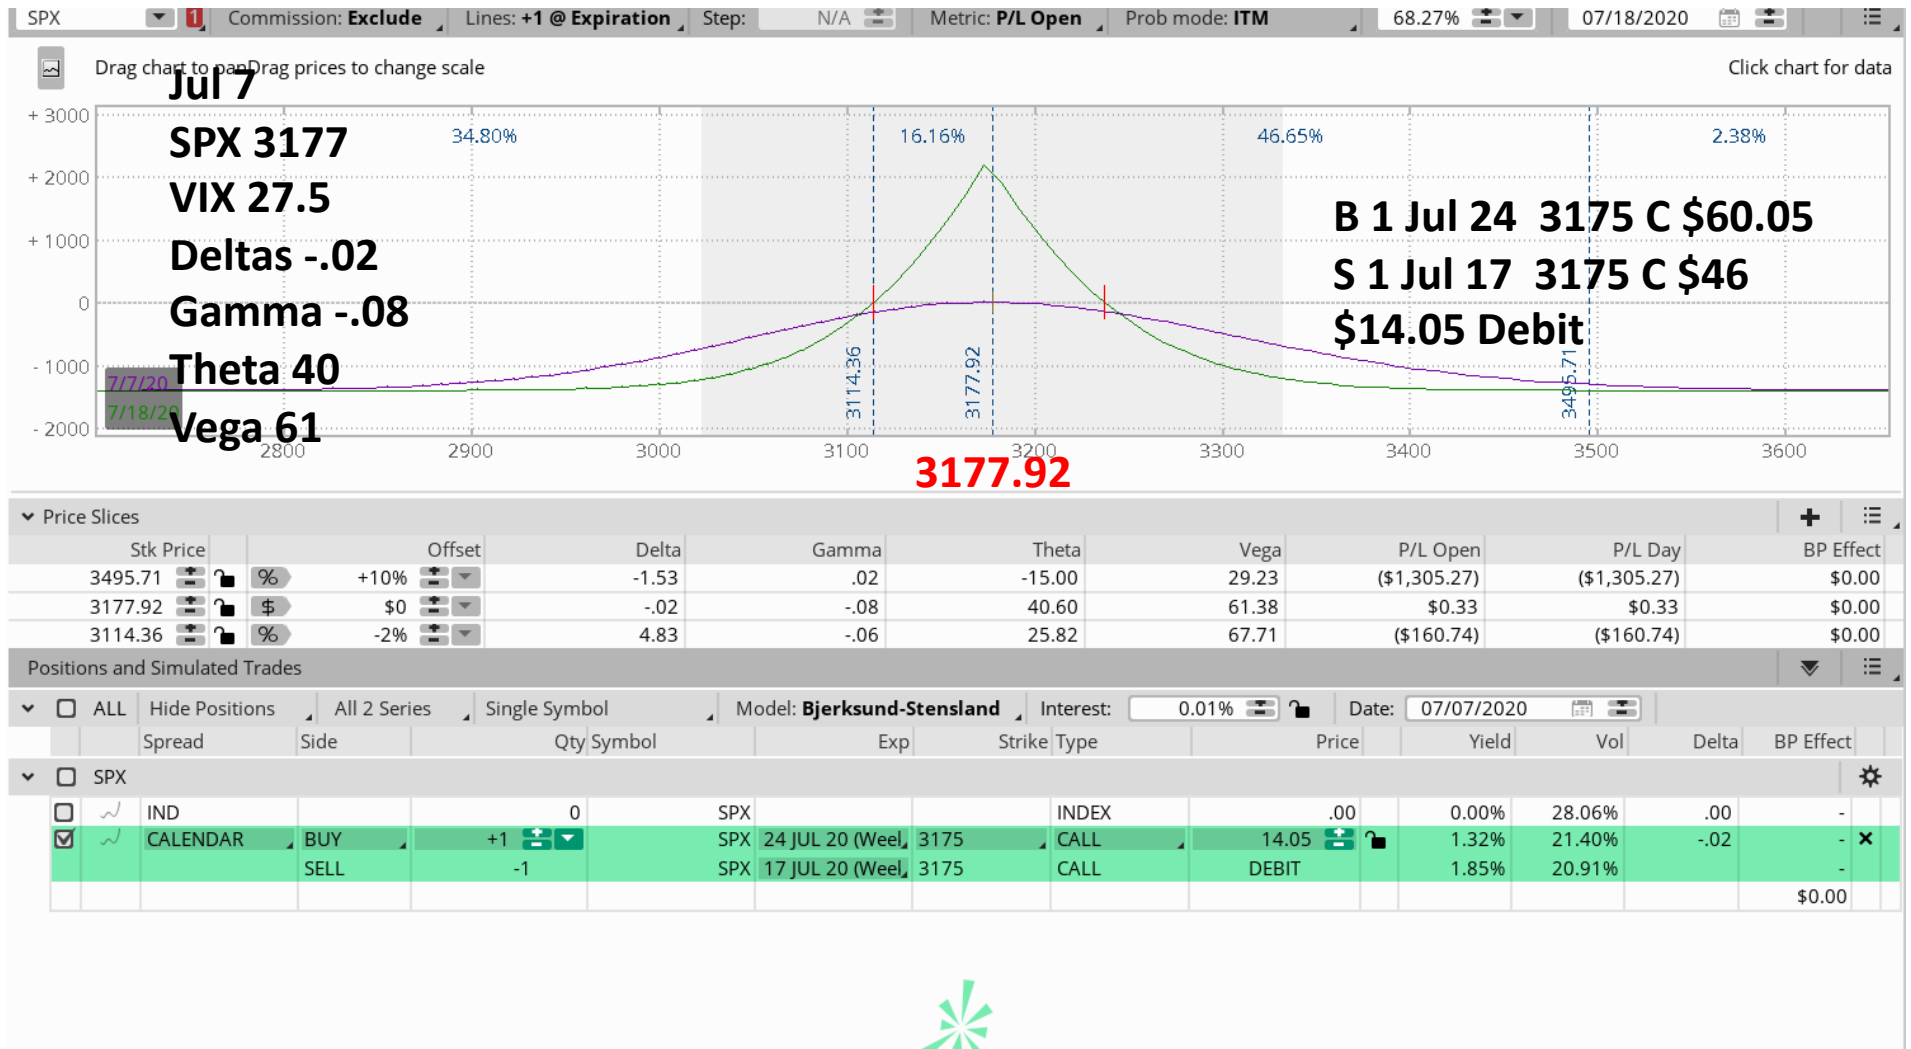 SPX 1 Commission: Exclude Lines: +1 @ Expiration Step: N/A Metric: P/L Open Prob mode: ITM 68.27% 07/18/2020
Drag chart to panDrag prices to change scale Click chart for data
Jul 7
SPX 3177
VIX 27.5
Deltas -.02
Gamma -.08
Theta 40
Vega 61
+ 3000
+ 2000
+ 1000
0
- 1000
- 2000
34.80% 16.16% 46.65% 2.38%
B 1 Jul 24 3175 C $60.05
S 1 Jul 17 3175 C $46
$14.05 Debit
3114.36
3177.92
3495.71
7/7/20
7/18/20
2800 2900 3000 3100 3200 3300 3400 3500 3600
3177.92
Price Slices
Stk Price Offset Delta Gamma Theta Vega P/L Open P/L Day BP Effect
3495.71 % +10% -1.53 .02 -15.00 29.23 ($1,305.27) ($1,305.27) $0.00
3177.92 $ $0 -.02 -.08 40.60 61.38 $0.33 $0.33 $0.00
3114.36 % -2% 4.83 -.06 25.82 67.71 ($160.74) ($160.74) $0.00
Positions and Simulated Trades
ALL Hide Positions All 2 Series Single Symbol Model: Bjerksund-Stensland Interest: 0.01% Date: 07/07/2020
Spread Side Qty Symbol Exp Strike Type Price Yield Vol Delta BP Effect
SPX
IND 0 SPX INDEX .00 0.00% 28.06% .00 -
CALENDAR BUY +1 SPX 24 JUL 20 (Weel 3175 CALL 14.05 1.32% 21.40% -.02 -
SELL -1 SPX 17 JUL 20 (Weel 3175 CALL DEBIT 1.85% 20.91% -
$0.00